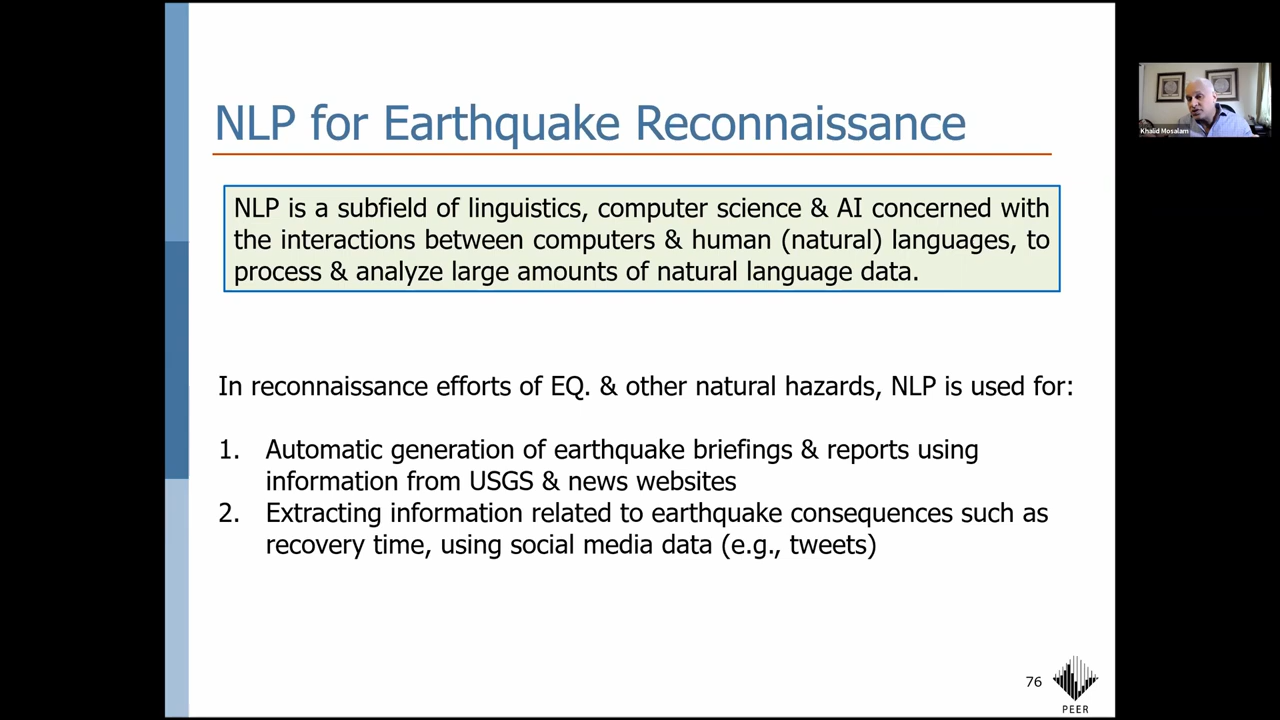 NLP for Earthquake Reconnaissance
NLP is a subfield of linguistics, computer science & AI concerned with
the interactions between computers & human (natural) languages, to
process & analyze large amounts of natural language data.
In reconnaissance efforts of EQ. & other natural hazards, NLP is used for:
1. Automatic generation of earthquake briefings & reports using
information from USGS & news websites
2. Extracting information related to earthquake consequences such as
recovery time, using social media data (e.g., tweets)
76
PEER
Khalid Mosalam